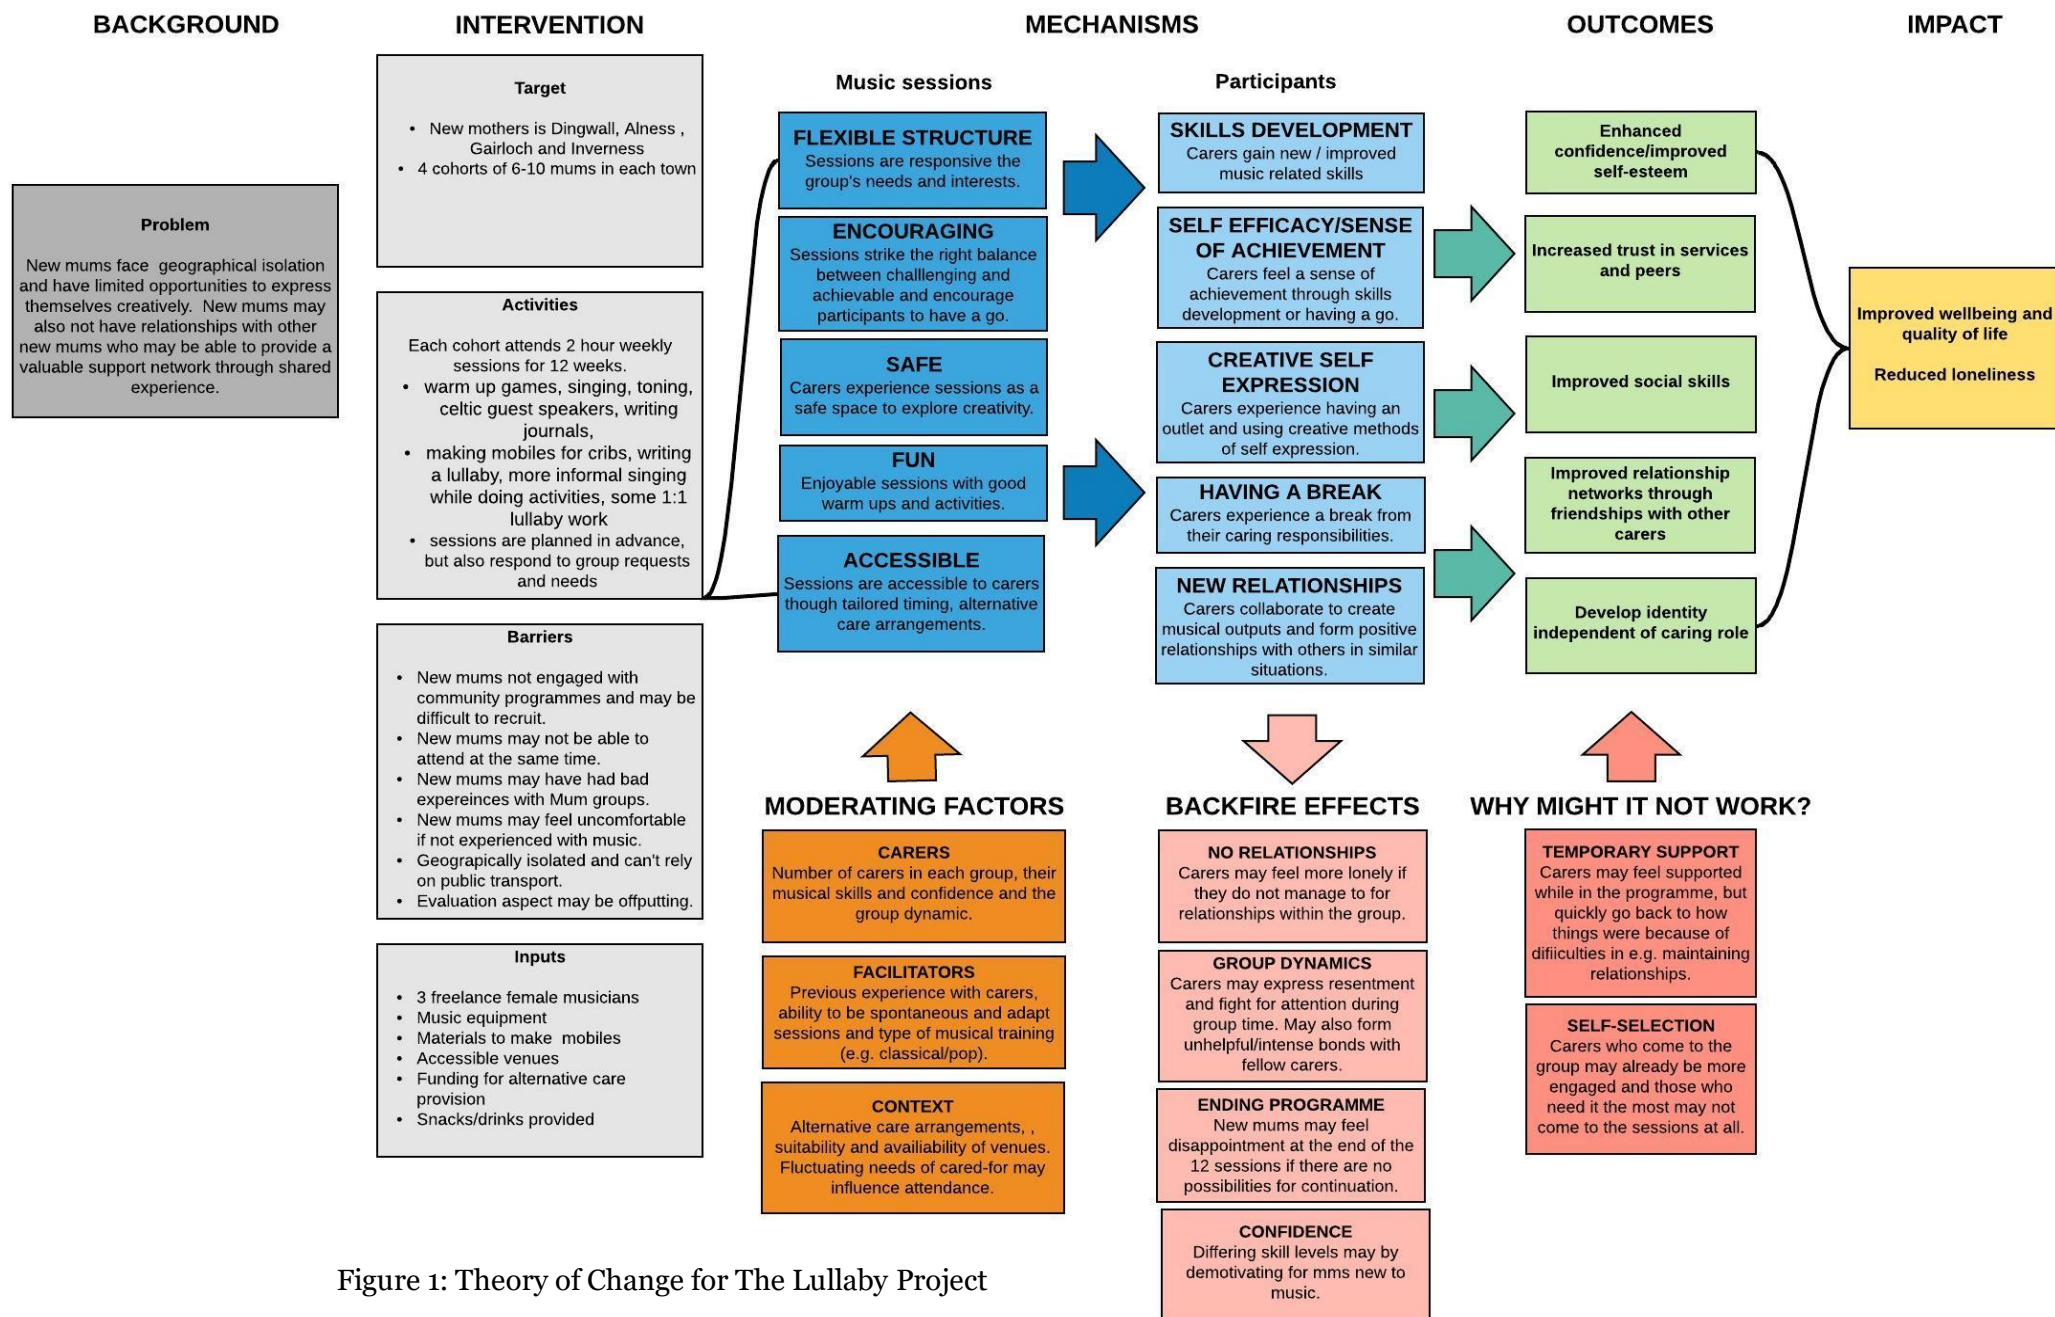 BACKGROUND
INTERVENTION
MECHANISMS
OUTCOMES
IMPACT
Problem
New mums face geographical isolation
and have limited opportunities to express
themselves creatively. New mums may
also not have relationships with other
new mums who may be able to provide a
valuable support network through shared
experience.
Target
• New mothers is Dingwall, Alness ,
Gairloch and Inverness
• 4 cohorts of 6-10 mums in each town
Activities
Each cohort attends 2 hour weekly
sessions for 12 weeks.
• warm up games, singing, toning,
celtic guest speakers, writing
journals,
• making mobiles for cribs, writing
a lullaby, more informal singing
while doing activities, some 1:1
lullaby work
• sessions are planned in advance,
but also respond to group requests
and needs
Barriers
• New mums not engaged with
community programmes and may be
difficult to recruit.
• New mums may not be able to
attend at the same time.
• New mums may have had bad
expereinces with Mum groups.
• New mums may feel uncomfortable
if not experienced with music.
• Geograpically isolated and can't rely
on public transport.
• Evaluation aspect may be offputting.
Inputs
• 3 freelance female musicians
• Music equipment
• Materials to make mobiles
• Accessible venues
• Funding for alternative care
provision
• Snacks/drinks provided
Music sessions
FLEXIBLE STRUCTURE
Sessions are responsive the
group's needs and interests.
ENCOURAGING
Sessions strike the right balance
between challlenging and
achievable and encourage
participants to have a go.
SAFE
Carers experience sessions as a
safe space to explore creativity.
FUN
Enjoyable sessions with good
warm ups and activities.
ACCESSIBLE
Sessions are accessible to carers
though tailored timing, alternative
care arrangements.
Participants
SKILLS DEVELOPMENT
Carers gain new / improved
music related skills
SELF EFFICACY/SENSE
OF ACHIEVEMENT
Carers feel a sense of
achievement through skills
development or having a go.
CREATIVE SELF
EXPRESSION
Carers experience having an
outlet and using creative methods
of self expression.
HAVING A BREAK
Carers experience a break from
their caring responsibilities.
NEW RELATIONSHIPS
Carers collaborate to create
musical outputs and form positive
relationships with others in similar
situations.
Enhanced
confidence/improved
self-esteem
Increased trust in services
and peers
Improved social skills
Improved relationship
networks through
friendships with other
carers
Develop identity
independent of caring role
Improved wellbeing and
quality of life
Reduced loneliness
MODERATING FACTORS
CARERS
Number of carers in each group, their
musical skills and confidence and the
group dynamic.
FACILITATORS
Previous experience with carers,
ability to be spontaneous and adapt
sessions and type of musical training
(e.g. classical/pop).
CONTEXT
Alternative care arrangements, ,
suitability and availiability of venues.
Fluctuating needs of cared-for may
influence attendance.
BACKFIRE EFFECTS
NO RELATIONSHIPS
Carers may feel more lonely if
they do not manage to for
relationships within the group.
GROUP DYNAMICS
Carers may express resentment
and fight for attention during
group time. May also form
unhelpful/intense bonds with
fellow carers.
ENDING PROGRAMME
New mums may feel
disappointment at the end of the
12 sessions if there are no
possibilities for continuation.
CONFIDENCE
Differing skill levels may by
demotivating for mms new to
music.
WHY MIGHT IT NOT WORK?
TEMPORARY SUPPORT
Carers may feel supported
while in the programme, but
quickly go back to how
things were because of
difiiculties in e.g. maintaining
relationships.
SELF-SELECTION
Carers who come to the
group may already be more
engaged and those who
need it the most may not
come to the sessions at all.
Figure 1: Theory of Change for The Lullaby Project